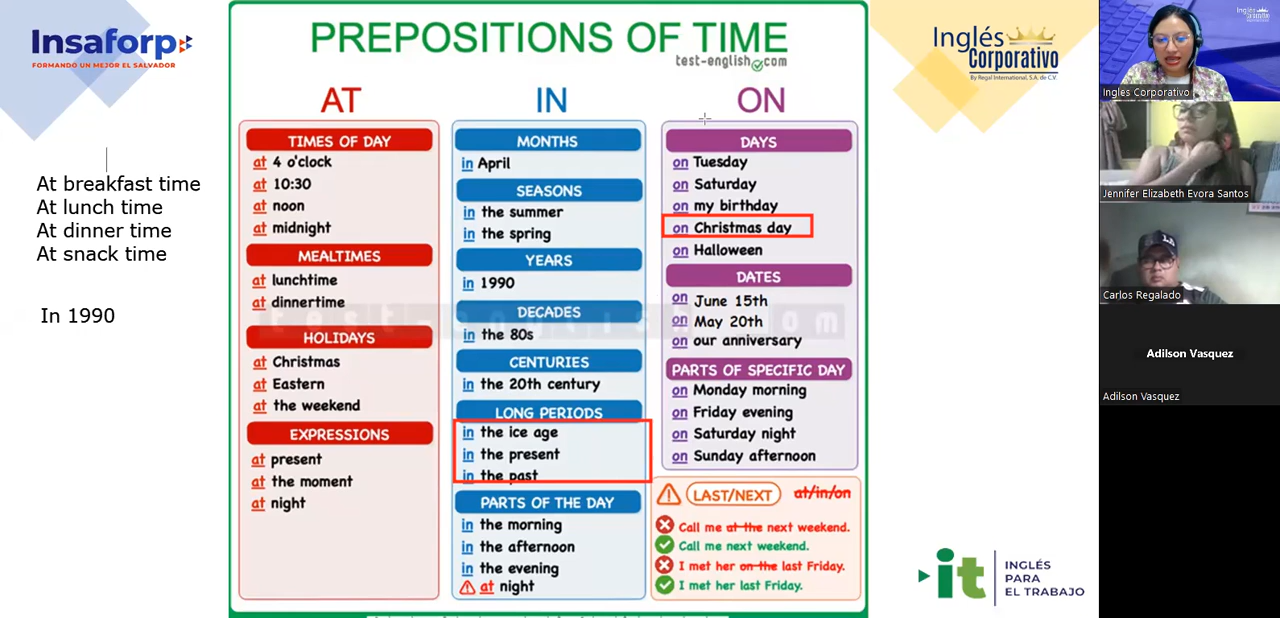 Insaforp
FORMANDO UN MEJOR EL SALVADOR
At breakfast time
At lunch time
At dinner time
At snack time
In 1990
PREPOSITIONS OF TIME
test-english.com
AT
TIMES OF DAY
at 4 o'clock
at 10:30
at noon
at midnight
MEALTIMES
at lunchtime
at dinnertime
HOLIDAYS
at Christmas
at Eastern
at the weekend
EXPRESSIONS
at present
at the moment
at night
IN
MONTHS
in April
SEASONS
in the summer
in the spring
YEARS
in 1990
DECADES
in the 80s
CENTURIES
in the 20th century
LONG PERIODS
in the ice age
in the present
in the past
PARTS OF THE DAY
in the morning
in the afternoon
in the evening
at night
ON
DAYS
on Tuesday
on Saturday
on my birthday
on Christmas day
on Halloween
DATES
on June 15th
on May 20th
on our anniversary
PARTS OF SPECIFIC DAY
on Monday morning
on Friday evening
on Saturday night
on Sunday afternoon
LAST/NEXT at/in/on
Call me at the next weekend.
Call me next weekend.
I met her on the last Friday.
I met her last Friday.
Inglés
Corporativo
By Regal International, S.A. de C.V.
it
INGLÉS
PARA
EL TRABAJO
Ingles Corporativo
Jennifer Elizabeth Evora Santos
Carlos Regalado
Adilson Vasquez
Adilson Vasquez